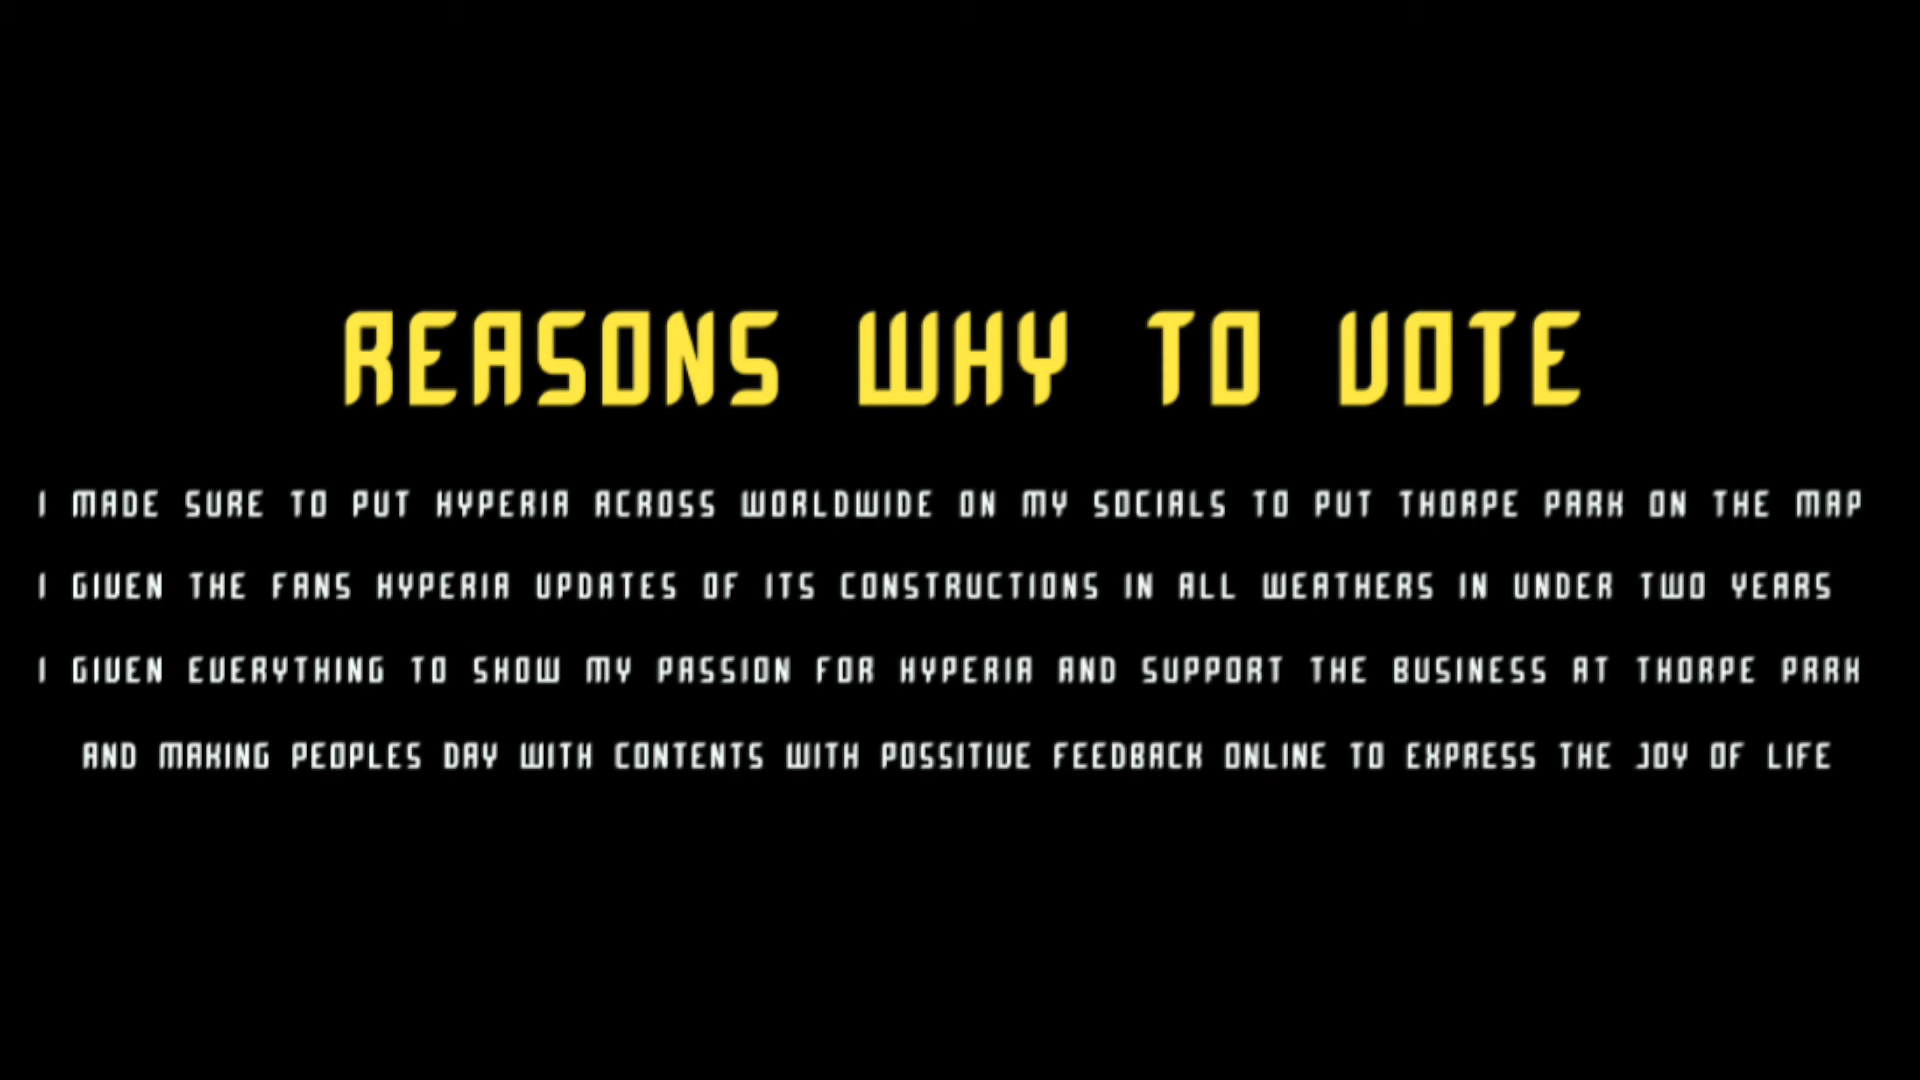 REASONS WHY TO VOTE
I MADE SURE TO PUT HYPERIA ACROSS WORLDWIDE ON MY SOCIALS TO PUT THORPE PARK ON THE MAP
I GIVEN THE FANS HYPERIA UPDATES OF ITS CONSTRUCTIONS IN ALL WEATHERS IN UNDER TWO YEARS
I GIVEN EVERYTHING TO SHOW MY PASSION FOR HYPERIA AND SUPPORT THE BUSINESS AT THORPE PARK
AND MAKING PEOPLES DAY WITH CONTENTS WITH POSSITIVE FEEDBACK ONLINE TO EXPRESS THE JOY OF LIFE